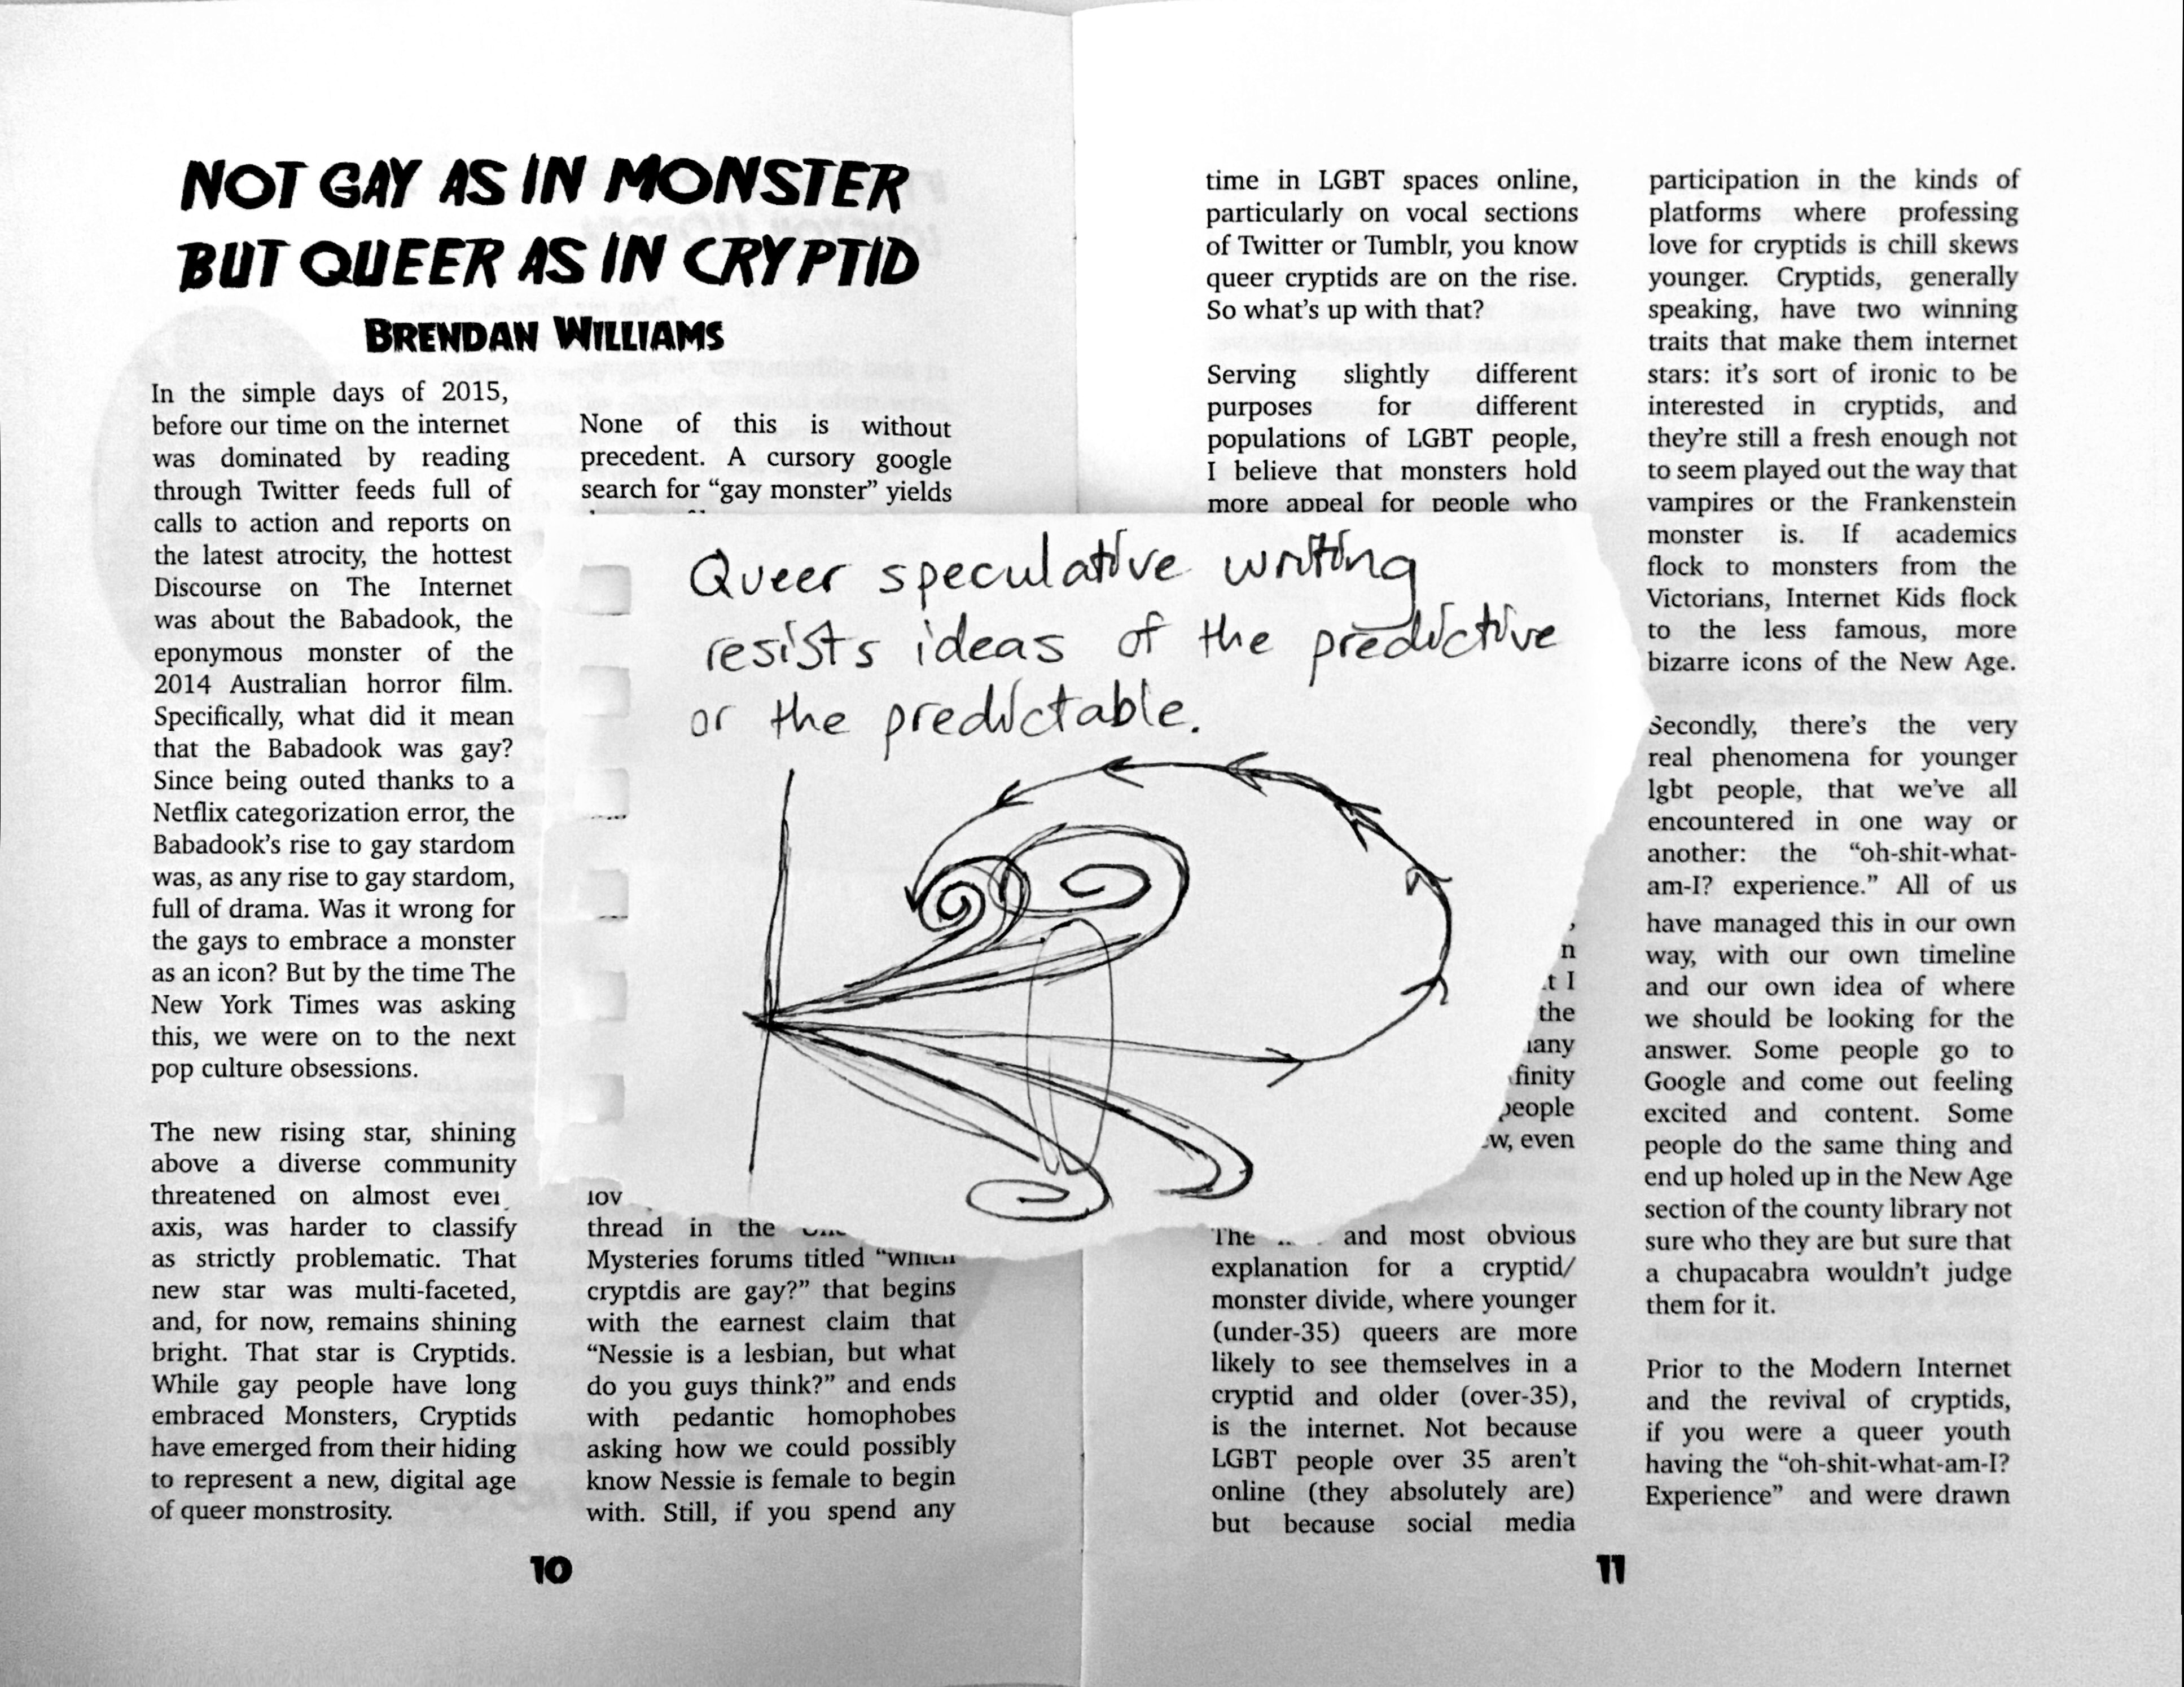 NOT GAY AS IN MONSTER
BUT QUEER AS IN CRYPTID
BRENDAN WILLIAMS
In the simple days of 2015,
before our time on the internet
was dominated by reading
through Twitter feeds full of
calls to action and reports on
the latest atrocity, the hottest
Discourse on The Internet
was about the Babadook, the
eponymous monster of the
2014 Australian horror film.
Specifically, what did it mean
that the Babadook was gay?
Since being outed thanks to a
Netflix categorization error, the
Babadook's rise to gay stardom
was, as any rise to gay stardom,
full of drama. Was it wrong for
the gays to embrace a monster
as an icon? But by the time The
New York Times was asking
this, we were on to the next
pop culture obsessions.
The new rising star, shining
above a diverse community
threatened on almost
axis, was harder to classify
as strictly problematic. That
new star was multi-faceted,
and, for now, remains shining
bright. That star is Cryptids.
While gay people have long
embraced Monsters, Cryptids
have emerged from their hiding
to represent a new, digital age
of queer monstrosity.
None of this is without
precedent. A cursory google
search for "gay monster" yields
Queer speculative writing
resists ideas of the predictive
or the predictable.
thread in the
Mysteries forums titled "which
cryptdis are gay?" that begins
with the earnest claim that
"Nessie is a lesbian, but what
do you guys think?" and ends
with pedantic homophobes
asking how we could possibly
know Nessie is female to begin
with. Still, if you spend any
10
time in LGBT spaces online,
particularly on vocal sections
of Twitter or Tumblr, you know
queer cryptids are on the rise.
So what's up with that?
Serving slightly different
purposes for different
populations of LGBT people,
I believe that monsters hold
more appeal for people who
I
the
people
even
The and most obvious
explanation for a cryptid/
monster divide, where younger
(under-35) queers are more
likely to see themselves in a
cryptid and older (over-35),
is the internet. Not because
LGBT people over 35 aren't
online (they absolutely are)
but because social media
participation in the kinds of
platforms where professing
love for cryptids is chill skews
younger. Cryptids, generally
speaking, have two winning
traits that make them internet
stars: it's sort of ironic to be
interested in cryptids, and
they're still a fresh enough not
to seem played out the way that
vampires or the Frankenstein
monster is. If academics
flock to monsters from the
Victorians, Internet Kids flock
to the less famous, more
bizarre icons of the New Age.
Secondly, there's the very
real phenomena for younger
lgbt people, that we've all
encountered in one way or
another: the "oh-shit-what-
am-I? experience." All of us
have managed this in our own
way, with our own timeline
and our own idea of where
we should be looking for the
answer. Some people go to
Google and come out feeling
excited and content. Some
people do the same thing and
end up holed up in the New Age
section of the county library not
sure who they are but sure that
a chupacabra wouldn't judge
them for it.
Prior to the Modern Internet
and the revival of cryptids,
if you were a queer youth
having the "oh-shit-what-am-I?
Experience" and were drawn
11